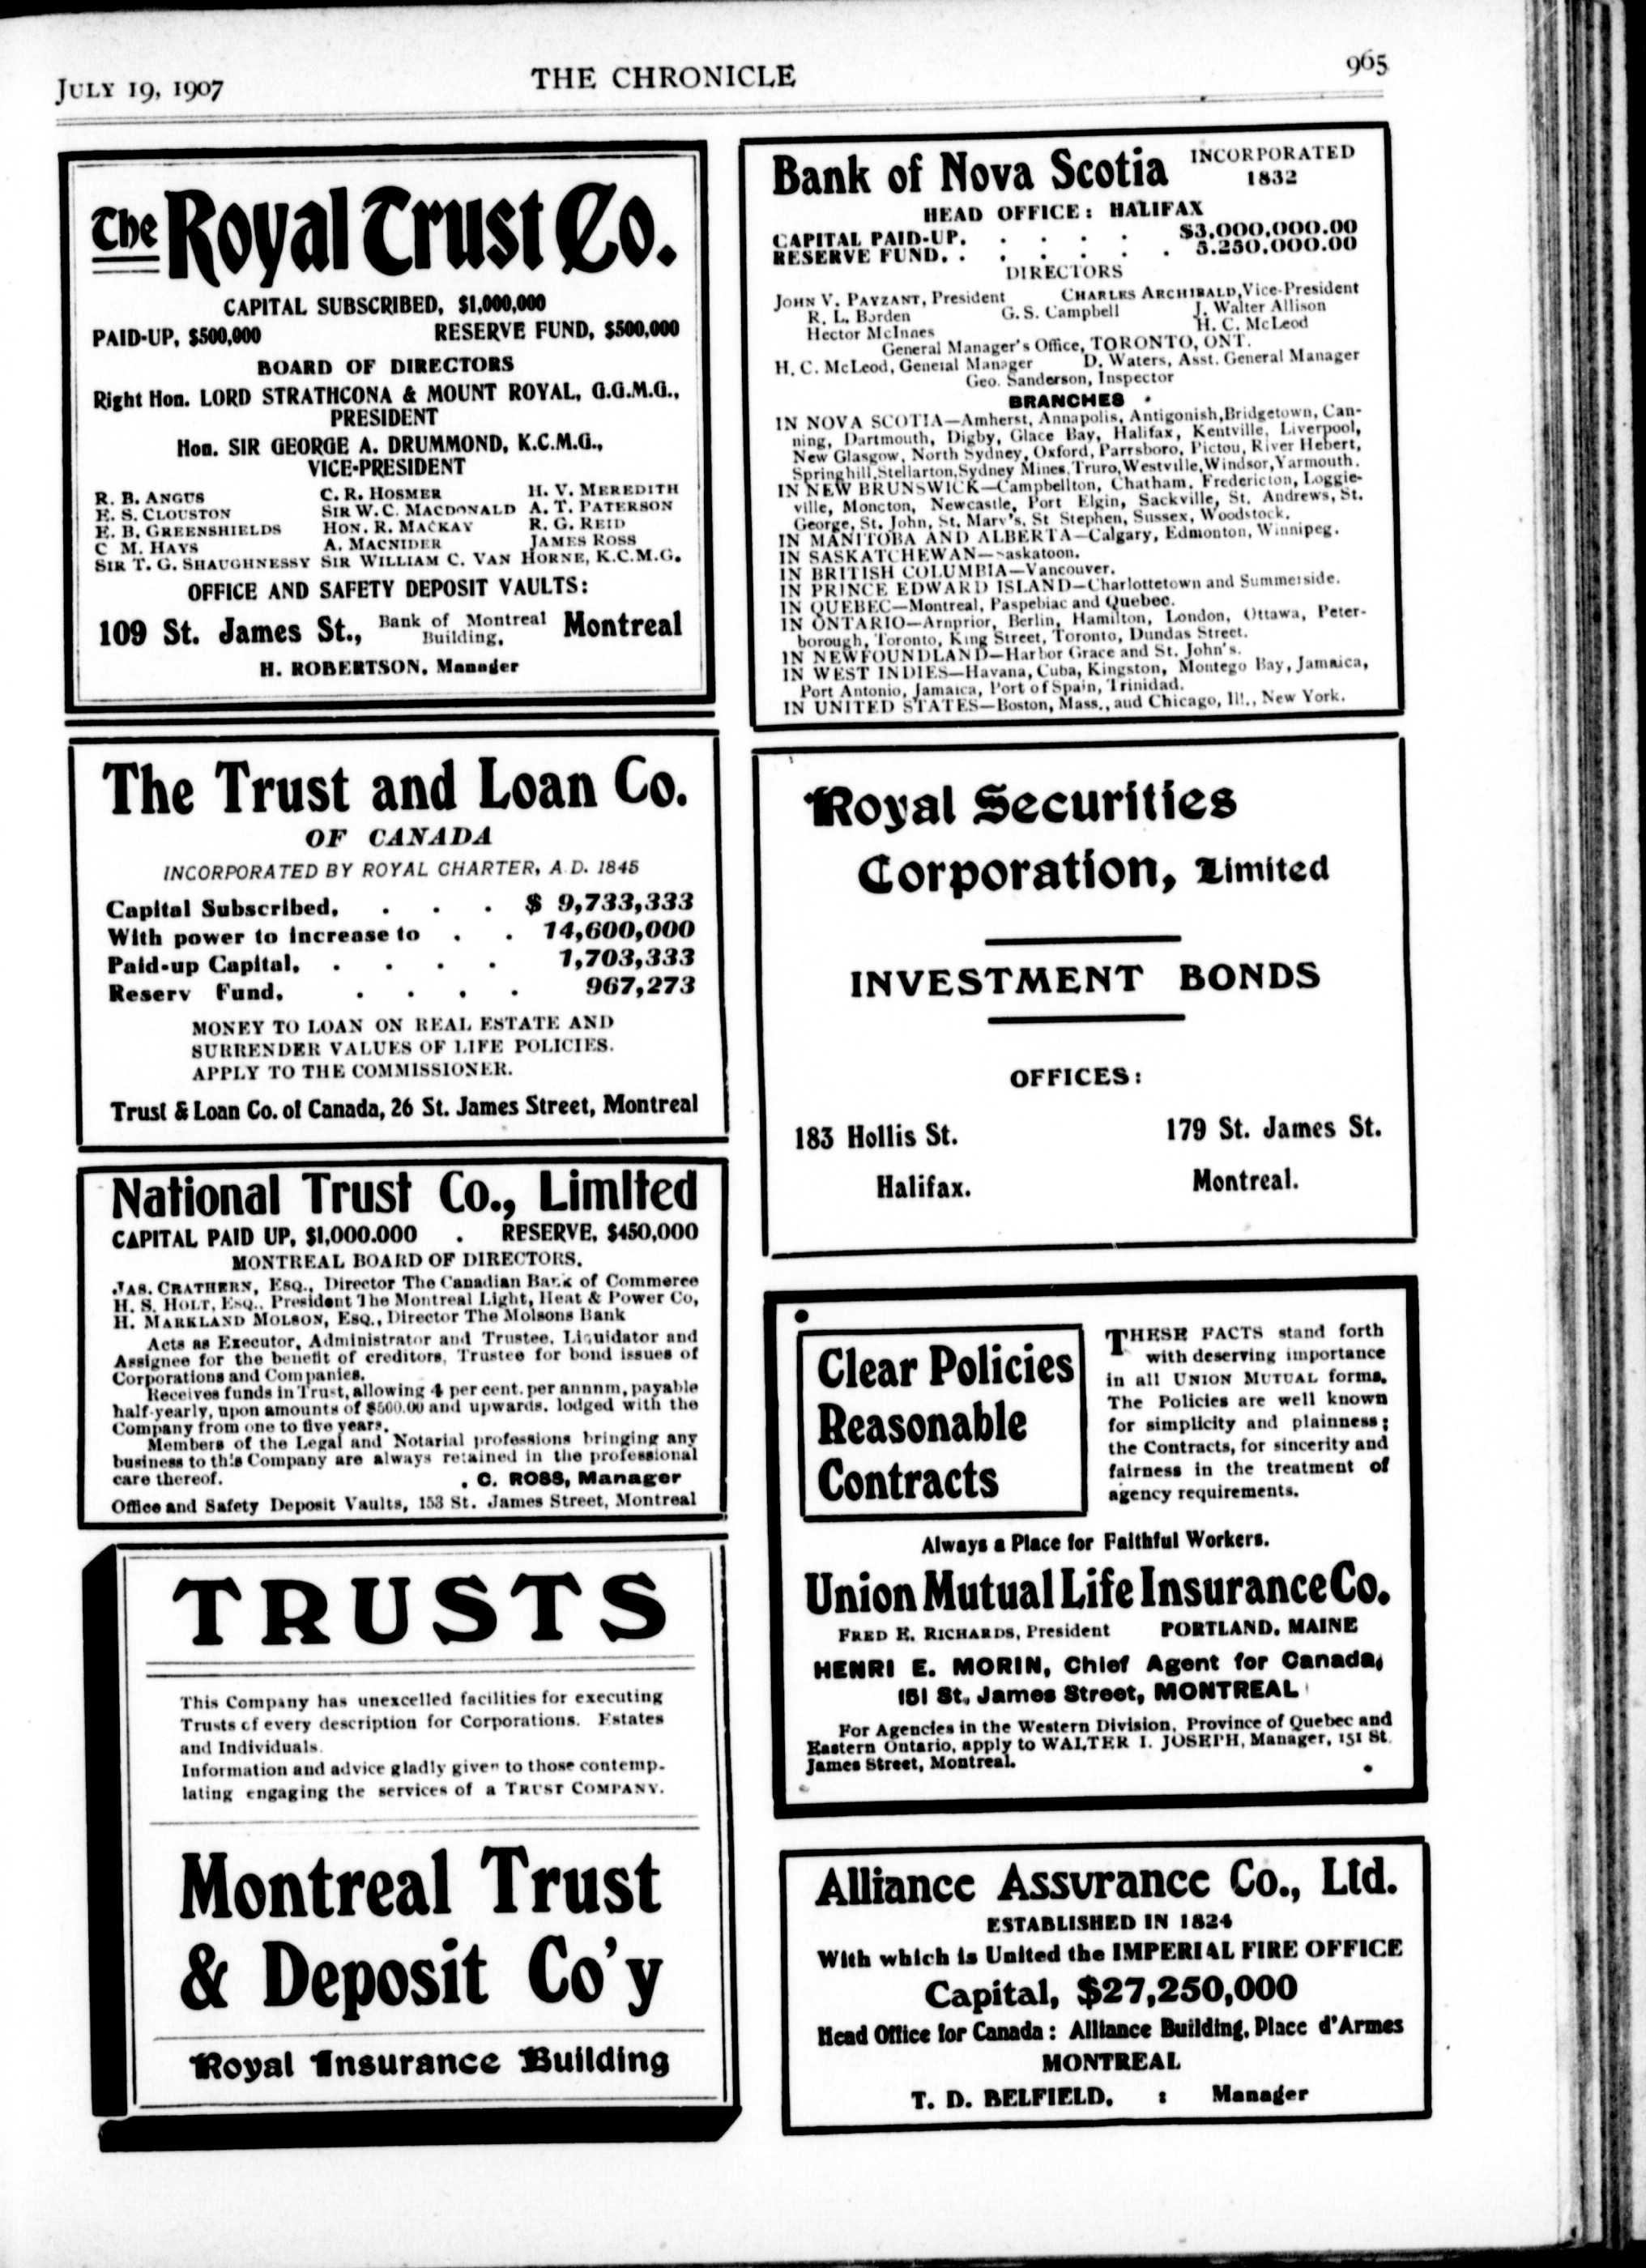 JULY 19, 1907
THE CHRONICLE
965
The Royal Trust Co.
CAPITAL SUBSCRIBED, $1,000,000
PAID-UP, $500,000 RESERVE FUND, $500,000
BOARD OF DIRECTORS
Right Hon. LORD STRATHCONA & MOUNT ROYAL, G.G.M.G.,
PRESIDENT
Hon. SIR GEORGE A. DRUMMOND, K.C.M.G.,
VICE-PRESIDENT
R. B. ANGUS C. R. HOSMER H. V. MEREDITH
E. S. CLOUSTON SIR W. C. MACDONALD A. T. PATERSON
E. B. GREENSHIELDS HON. R. MACKAY R. G. REID
C M. HAYS A. MACNIDER JAMES ROSS
SIR T. G. SHAUGHNESSY SIR WILLIAM C. VAN HORNE, K.C.M.G.
OFFICE AND SAFETY DEPOSIT VAULTS:
109 St. James St., Bank of Montreal Building, Montreal
H. ROBERTSON, Manager
The Trust and Loan Co.
OF CANADA
INCORPORATED BY ROYAL CHARTER, A.D. 1845
Capital Subscribed, . . . $ 9,733,333
With power to increase to . . 14,600,000
Paid-up Capital, . . . . 1,703,333
Reserv Fund, . . . . 967,273
MONEY TO LOAN ON REAL ESTATE AND
SURRENDER VALUES OF LIFE POLICIES.
APPLY TO THE COMMISSIONER.
Trust & Loan Co. of Canada, 26 St. James Street, Montreal
National Trust Co., Limited
CAPITAL PAID UP, $1,000.000 . RESERVE, $450,000
MONTREAL BOARD OF DIRECTORS.
JAS. CRATHERN, ESQ., Director The Canadian Bank of Commerce
H. S. HOLT, ESQ., President The Montreal Light, Heat & Power Co,
H. MARKLAND MOLSON, ESQ., Director The Molsons Bank
Acts as Executor, Administrator and Trustee, Liquidator and
Assignee for the benefit of creditors, Trustee for bond issues of
Corporations and Companies.
Receives funds in Trust, allowing 4 per cent. per annnm, payable
half-yearly, upon amounts of $500.00 and upwards, lodged with the
Company from one to five years.
Members of the Legal and Notarial professions bringing any
business to this Company are always retained in the professional
care thereof. . C. ROSS, Manager
Office and Safety Deposit Vaults, 153 St. James Street, Montreal
TRUSTS
This Company has unexcelled facilities for executing
Trusts of every description for Corporations. Estates
and Individuals.
Information and advice gladly given to those contemp-
lating engaging the services of a TRUST COMPANY.
Montreal Trust
& Deposit Co'y
Royal Insurance Building
Bank of Nova Scotia INCORPORATED
1832
HEAD OFFICE: HALIFAX
CAPITAL PAID-UP. . . . . $3,000,000.00
RESERVE FUND. . . . . . . 5.250,000.00
DIRECTORS
JOHN V. PAYZANT, President CHARLES ARCHIBALD, Vice-President
R. L. Borden G. S. Campbell J. Walter Allison
Hector McInnes H. C. McLeod
General Manager's Office, TORONTO, ONT.
H. C. McLeod, General Manager D. Waters, Asst. General Manager
Geo. Sanderson, Inspector
BRANCHES
IN NOVA SCOTIA—Amherst, Annapolis, Antigonish, Bridgetown, Can-
ning, Dartmouth, Digby, Glace Bay, Halifax, Kentville, Liverpool,
New Glasgow, North Sydney, Oxford, Parrsboro, Pictou, River Hebert,
Springhill, Stellarton, Sydney Mines, Truro, Westville, Windsor, Yarmouth.
IN NEW BRUNSWICK—Campbellton, Chatham, Fredericton, Loggie-
ville, Moncton, Newcastle, Port Elgin, Sackville, St. Andrews, St.
George, St. John, St. Mary's, St Stephen, Sussex, Woodstock.
IN MANITOBA AND ALBERTA—Calgary, Edmonton, Winnipeg.
IN SASKATCHEWAN—Saskatoon.
IN BRITISH COLUMBIA—Vancouver.
IN PRINCE EDWARD ISLAND—Charlottetown and Summerside.
IN QUEBEC—Montreal, Paspebiac and Quebec.
IN ONTARIO—Arnprior, Berlin, Hamilton, London, Ottawa, Peter-
borough, Toronto, King Street, Toronto, Dundas Street.
IN NEWFOUNDLAND—Harbor Grace and St. John's.
IN WEST INDIES—Havana, Cuba, Kingston, Montego Bay, Jamaica,
Port Antonio, Jamaica, Port of Spain, Trinidad.
IN UNITED STATES—Boston, Mass., aud Chicago, Ill., New York.
Royal Securities
Corporation, Limited
INVESTMENT BONDS
OFFICES:
183 Hollis St. 179 St. James St.
Halifax. Montreal.
Clear Policies
Reasonable
Contracts
THESE FACTS stand forth
with deserving importance
in all UNION MUTUAL forms.
The Policies are well known
for simplicity and plainness;
the Contracts, for sincerity and
fairness in the treatment of
agency requirements.
Always a Place for Faithful Workers.
Union Mutual Life Insurance Co.
FRED E. RICHARDS, President PORTLAND, MAINE
HENRI E. MORIN, Chief Agent for Canada,
151 St. James Street, MONTREAL
For Agencies in the Western Division, Province of Quebec and
Eastern Ontario, apply to WALTER I. JOSEPH, Manager, 151 St.
James Street, Montreal.
Alliance Assurance Co., Ltd.
ESTABLISHED IN 1824
With which is United the IMPERIAL FIRE OFFICE
Capital, $27,250,000
Head Office for Canada: Alliance Building, Place d'Armes
MONTREAL
T. D. BELFIELD, : Manager